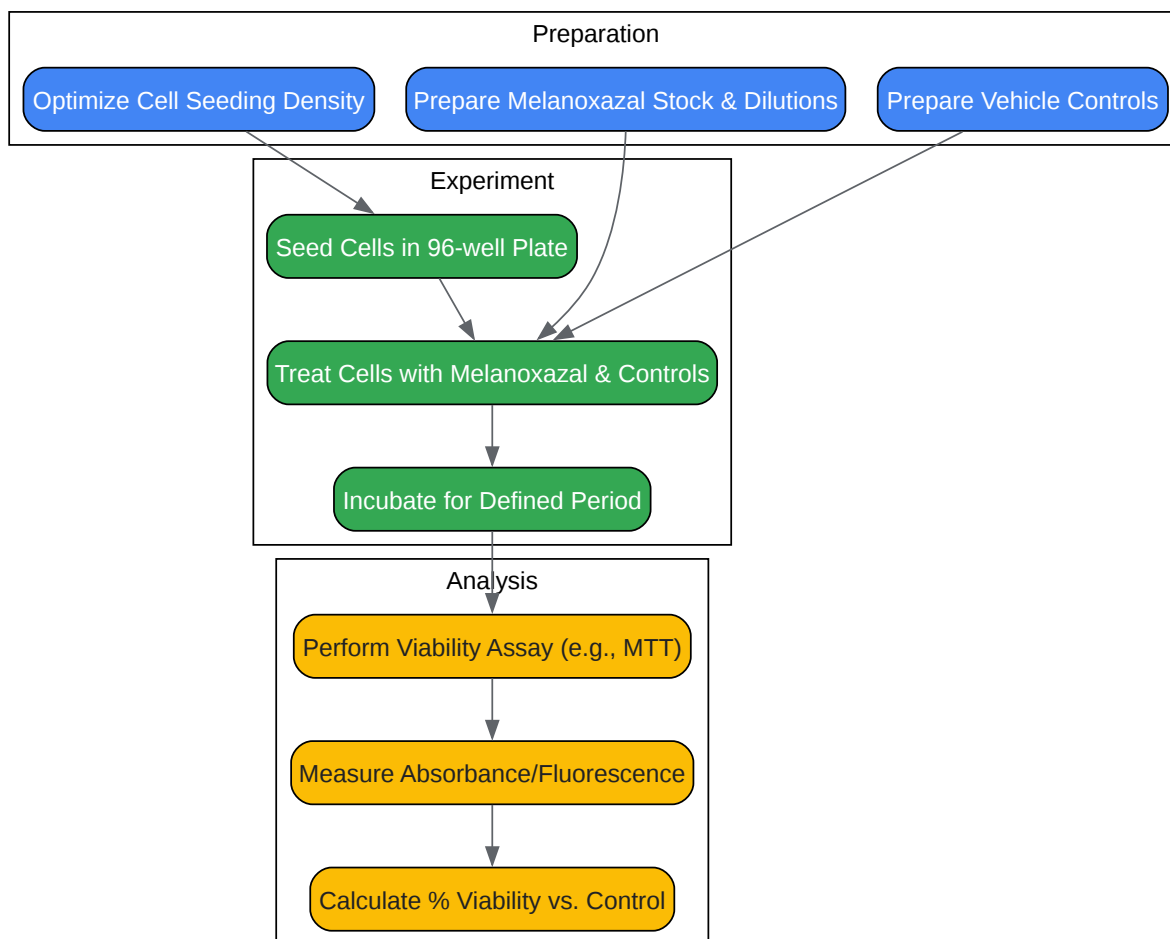 Preparation
Optimize Cell Seeding Density
Prepare Melanoxazal Stock & Dilutions
Prepare Vehicle Controls
Experiment
Seed Cells in 96-well Plate
Treat Cells with Melanoxazal & Controls
Incubate for Defined Period
Analysis
Perform Viability Assay (e.g., MTT)
Measure Absorbance/Fluorescence
Calculate % Viability vs. Control